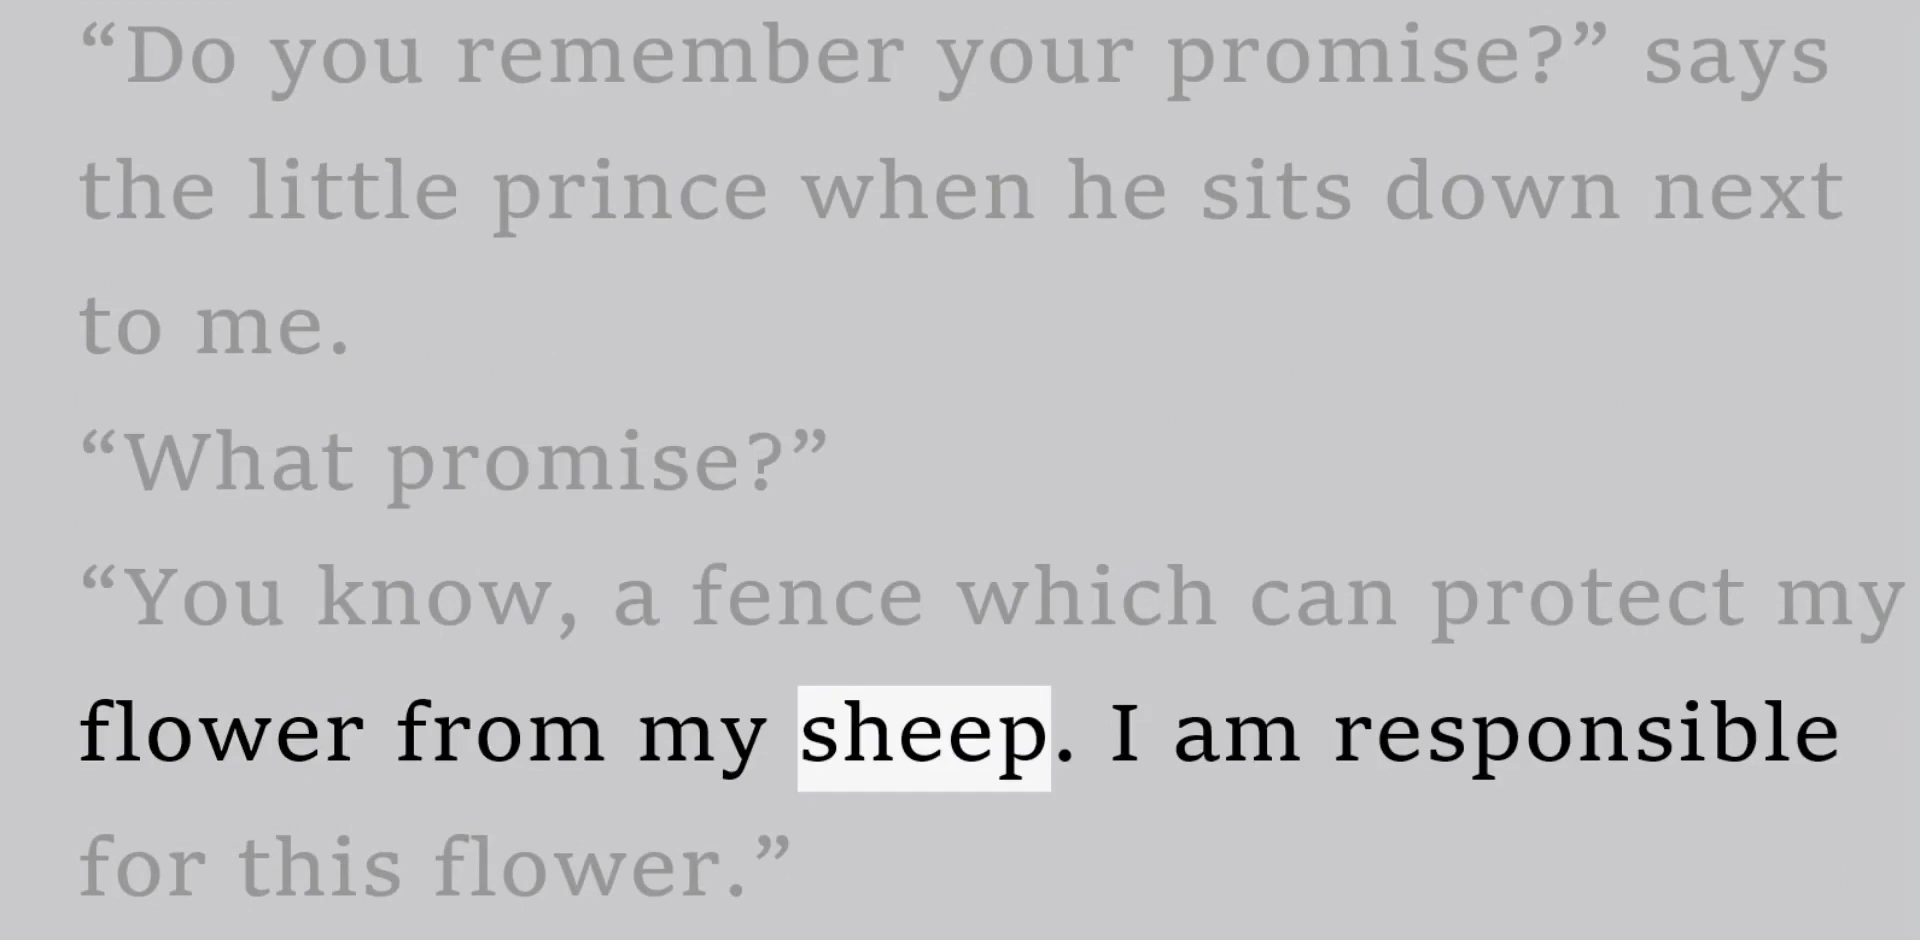 “Do you remember your promise?” says
the little prince when he sits down next
to me.
“What promise?”
“You know, a fence which can protect my
flower from my sheep. I am responsible
for this flower.”